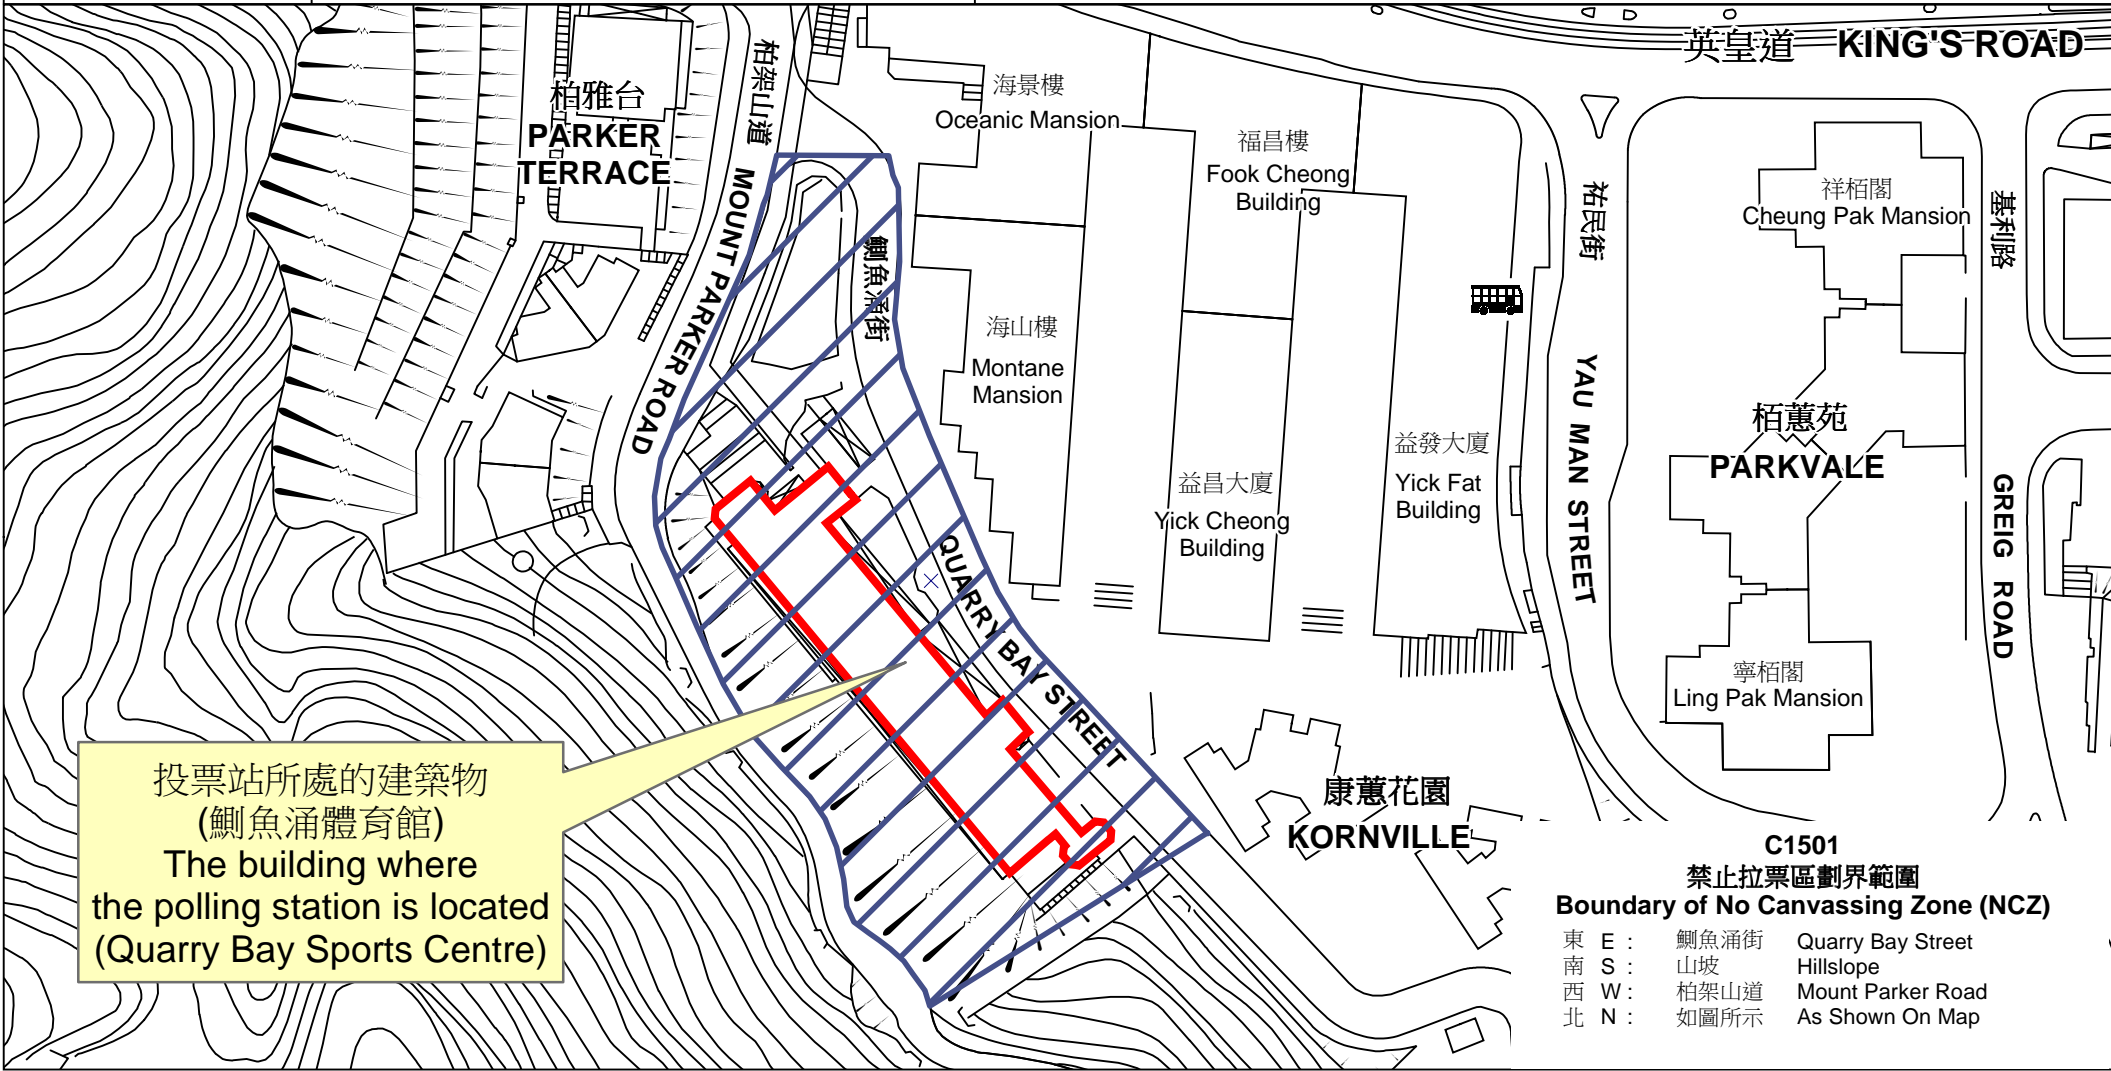 英皇道 KING'S ROAD
柏架山道 MOUNT PARKER ROAD
柏雅台
PARKER
TERRACE
海景樓
Oceanic Mansion
福昌樓
Fook Cheong
Building
祐民街 YAU MAN STREET
祥栢閣
Cheung Pak Mansion
基利路 GREIG ROAD
鰂魚涌街 QUARRY BAY STREET
海山樓
Montane
Mansion
益昌大廈
Yick Cheong
Building
益發大廈
Yick Fat
Building
栢蕙苑
PARKVALE
寧栢閣
Ling Pak Mansion
康蕙花園
KORNVILLE
投票站所處的建築物
(鰂魚涌體育館)
The building where
the polling station is located
(Quarry Bay Sports Centre)
C1501
禁止拉票區劃界範圍
Boundary of No Canvassing Zone (NCZ)
東 E : 鰂魚涌街 Quarry Bay Street
南 S : 山坡 Hillslope
西 W : 柏架山道 Mount Parker Road
北 N : 如圖所示 As Shown On Map